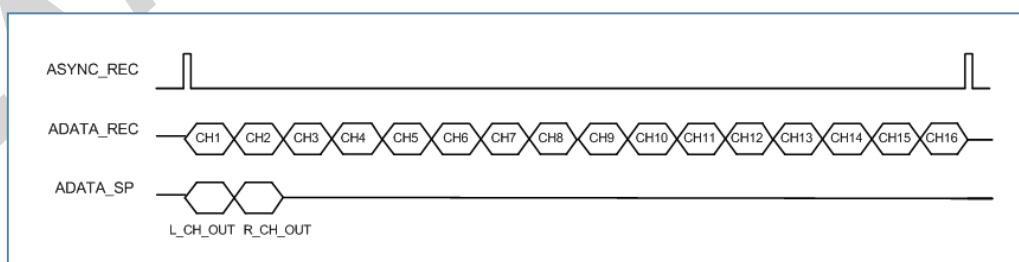 ASYNC_REC
ADATA_REC CH1 CH2 CH3 CH4 CH5 CH6 CH7 CH8 CH9 CH10 CH11 CH12 CH13 CH14 CH15 CH16
ADATA_SP
L_CH_OUT R_CH_OUT